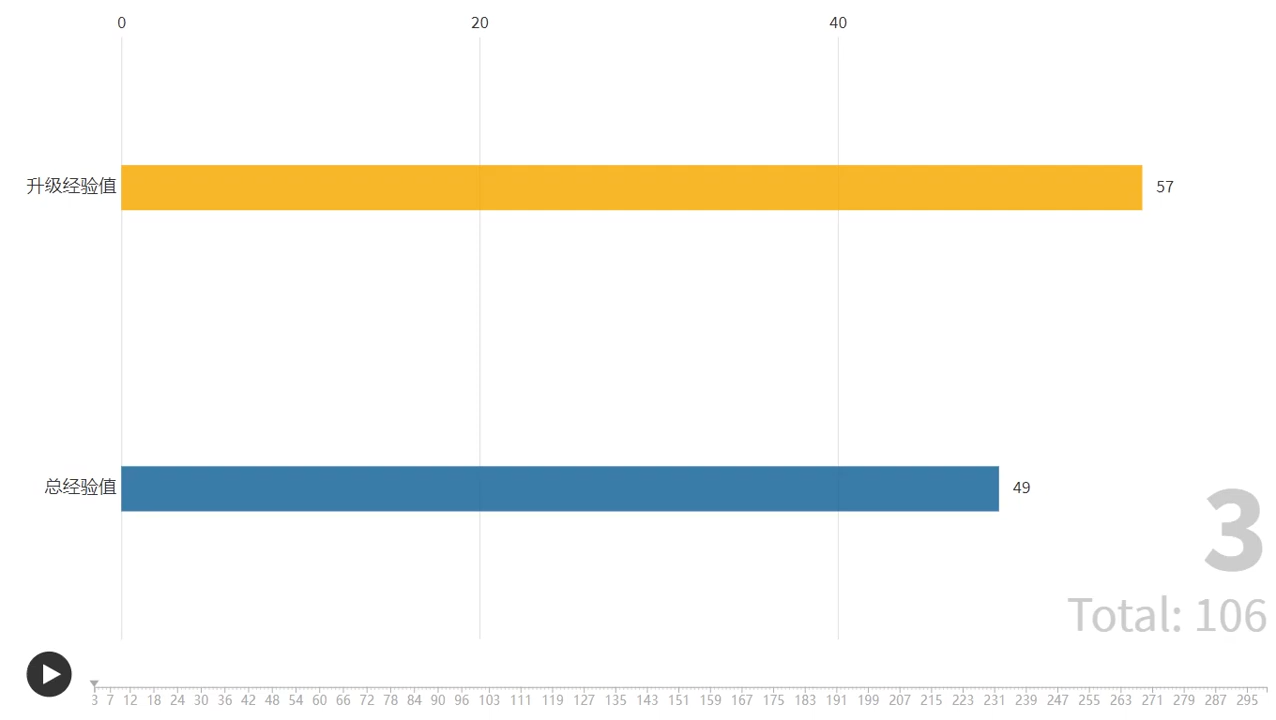 0 20 40
升级经验值 57
总经验值 49
3
Total: 106
3 7 12 18 24 30 36 42 48 54 60 66 72 78 84 90 96 103 111 119 127 135 143 151 159 167 175 183 191 199 207 215 223 231 239 247 255 263 271 279 287 295